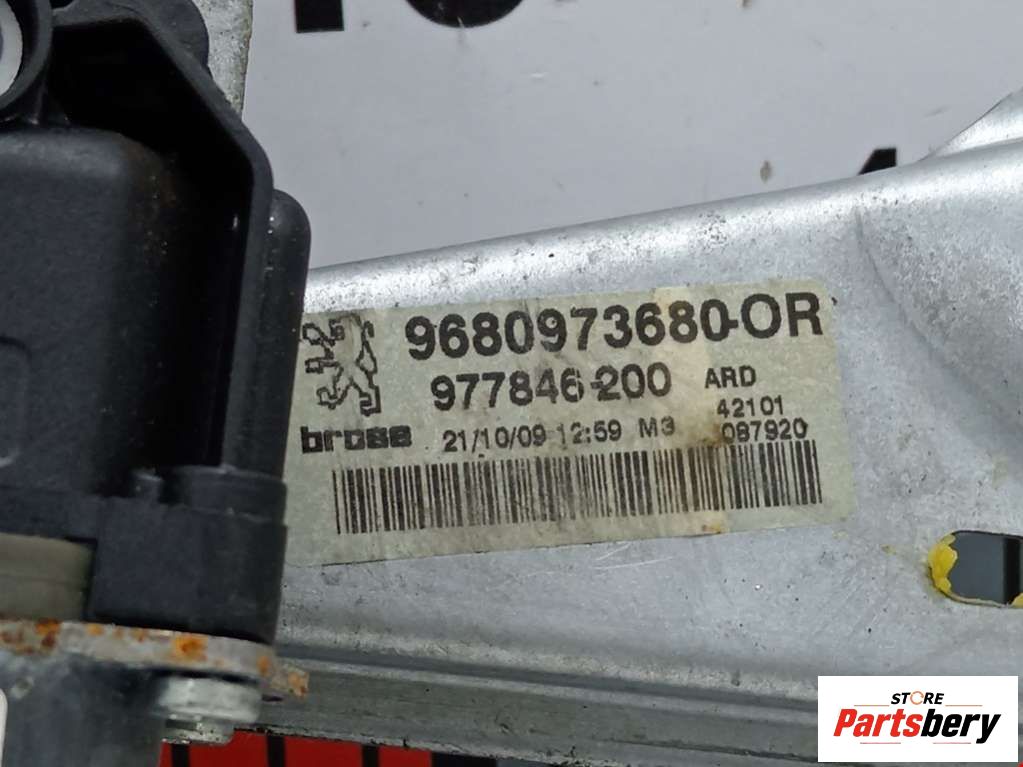 9680973680-OR
977846-200 ARD
brose 21/10/09 12:59 M3 42101
087920
STORE
Partsbery